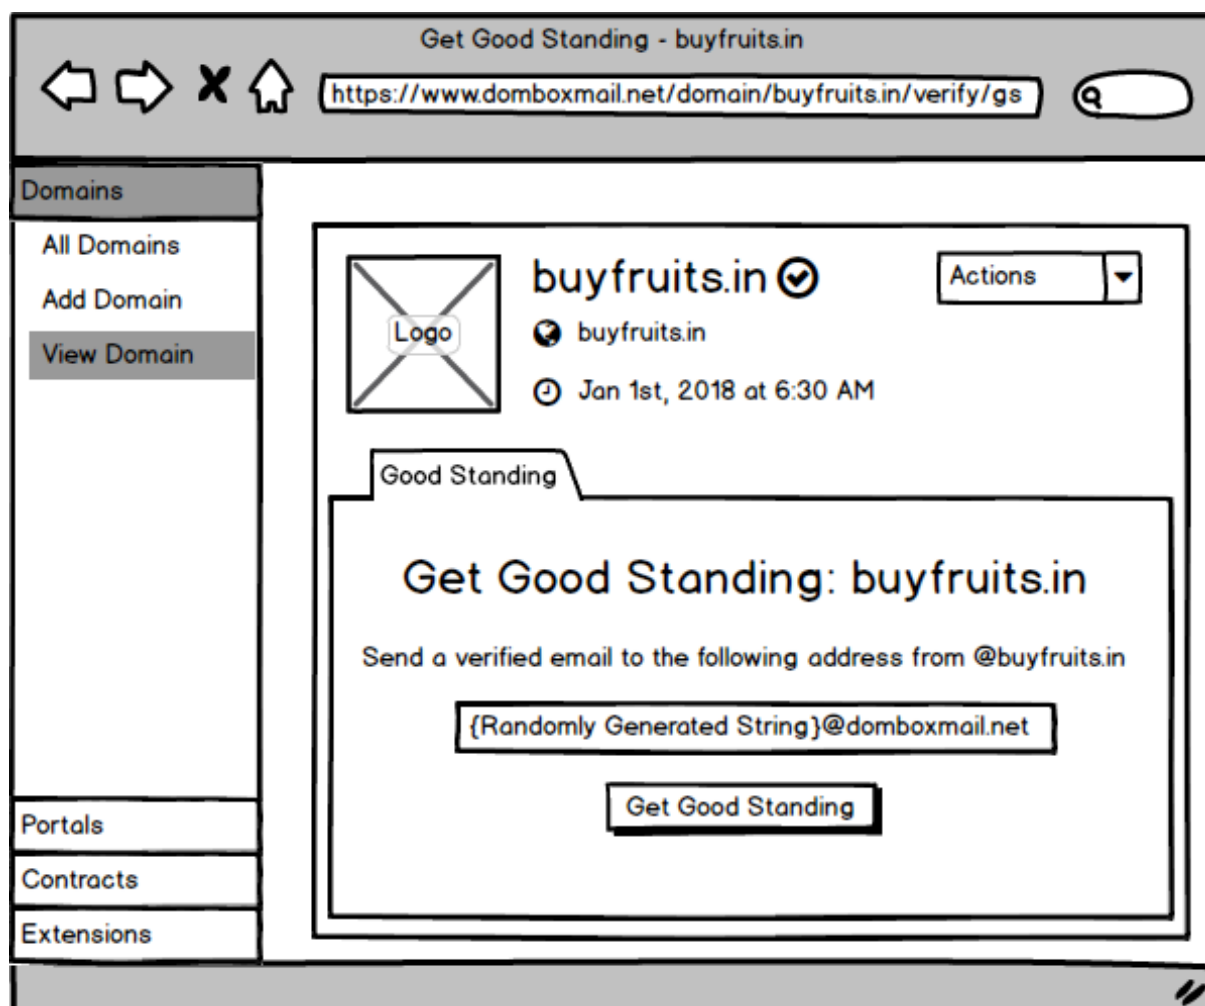 Get Good Standing - buyfruits.in
https://www.domboxmail.net/domain/buyfruits.in/verify/gs
Domains
All Domains
Add Domain
View Domain
Portals
Contracts
Extensions
Logo
buyfruits.in
Actions
buyfruits.in
Jan 1st, 2018 at 6:30 AM
Good Standing
Get Good Standing: buyfruits.in
Send a verified email to the following address from @buyfruits.in
{Randomly Generated String}@domboxmail.net
Get Good Standing